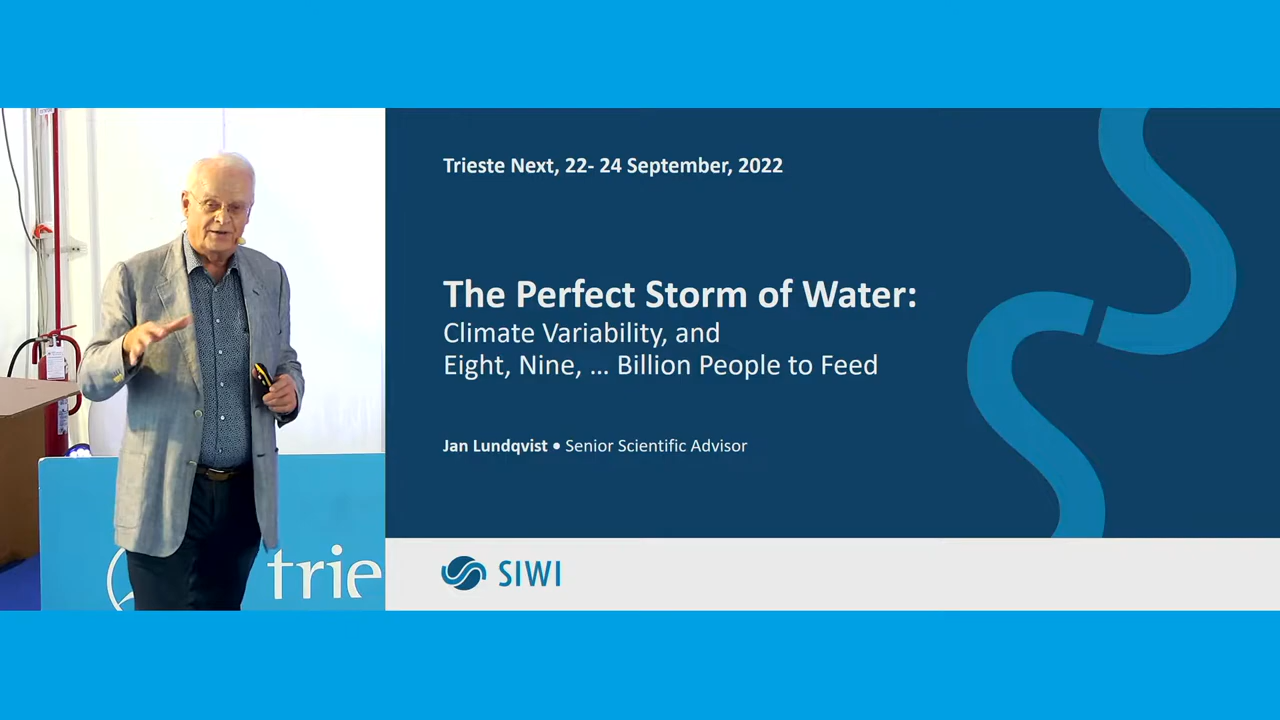 Trieste Next, 22- 24 September, 2022
The Perfect Storm of Water:
Climate Variability, and
Eight, Nine, ... Billion People to Feed
Jan Lundqvist • Senior Scientific Advisor
SIWI
trie